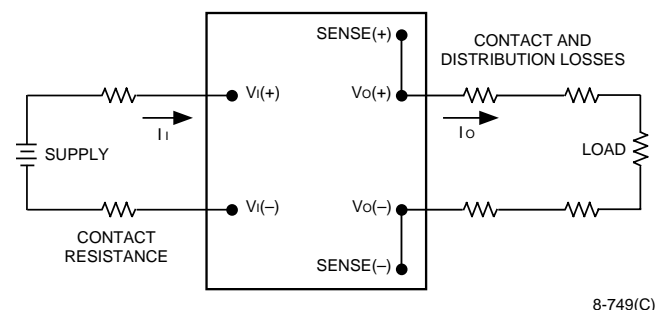 SENSE(+)
CONTACT AND
DISTRIBUTION LOSSES
VI(+)
VO(+)
II
IO
SUPPLY
LOAD
VI(–)
VO(–)
CONTACT
RESISTANCE
SENSE(–)
8-749(C)